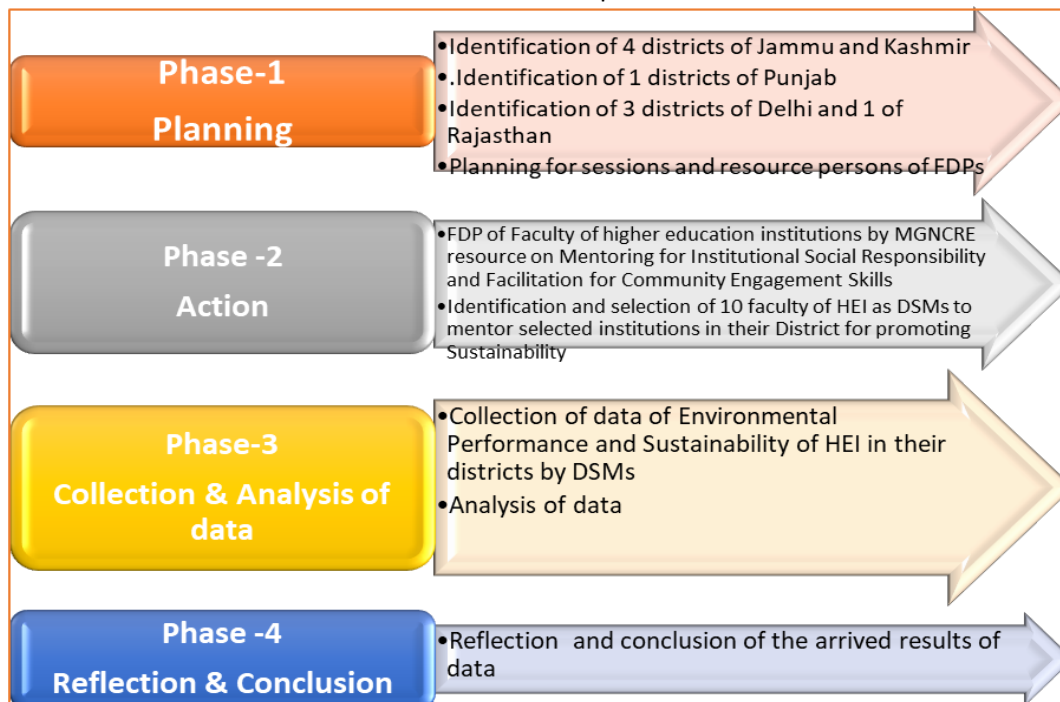 Phase-1
Planning
•Identification of 4 districts of Jammu and Kashmir
•.Identification of 1 districts of Punjab
•Identification of 3 districts of Delhi and 1 of
Rajasthan
•Planning for sessions and resource persons of FDPs
Phase -2
Action
•FDP of Faculty of higher education institutions by MGNCRE
resource on Mentoring for Institutional Social Responsibility
and Facilitation for Community Engagement Skills
•Identification and selection of 10 faculty of HEI as DSMs to
mentor selected institutions in their District for promoting
Sustainability
Phase-3
Collection & Analysis of
data
•Collection of data of Environmental
Performance and Sustainability of HEI in their
districts by DSMs
•Analysis of data
Phase -4
Reflection & Conclusion
•Reflection and conclusion of the arrived results of
data